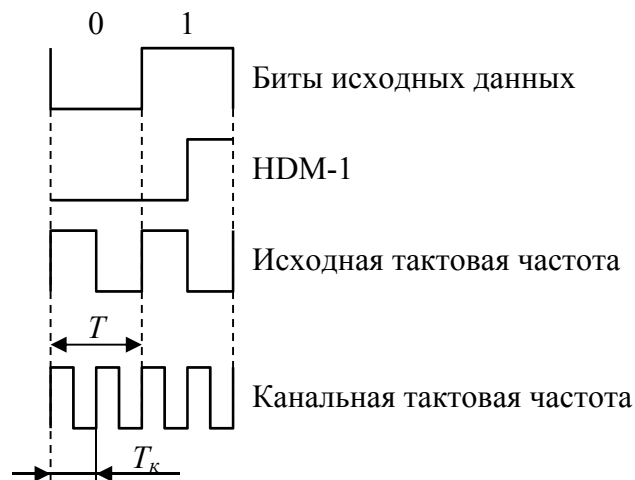 0 1
Биты исходных данных
HDM-1
Исходная тактовая частота
T
Канальная тактовая частота
Tк